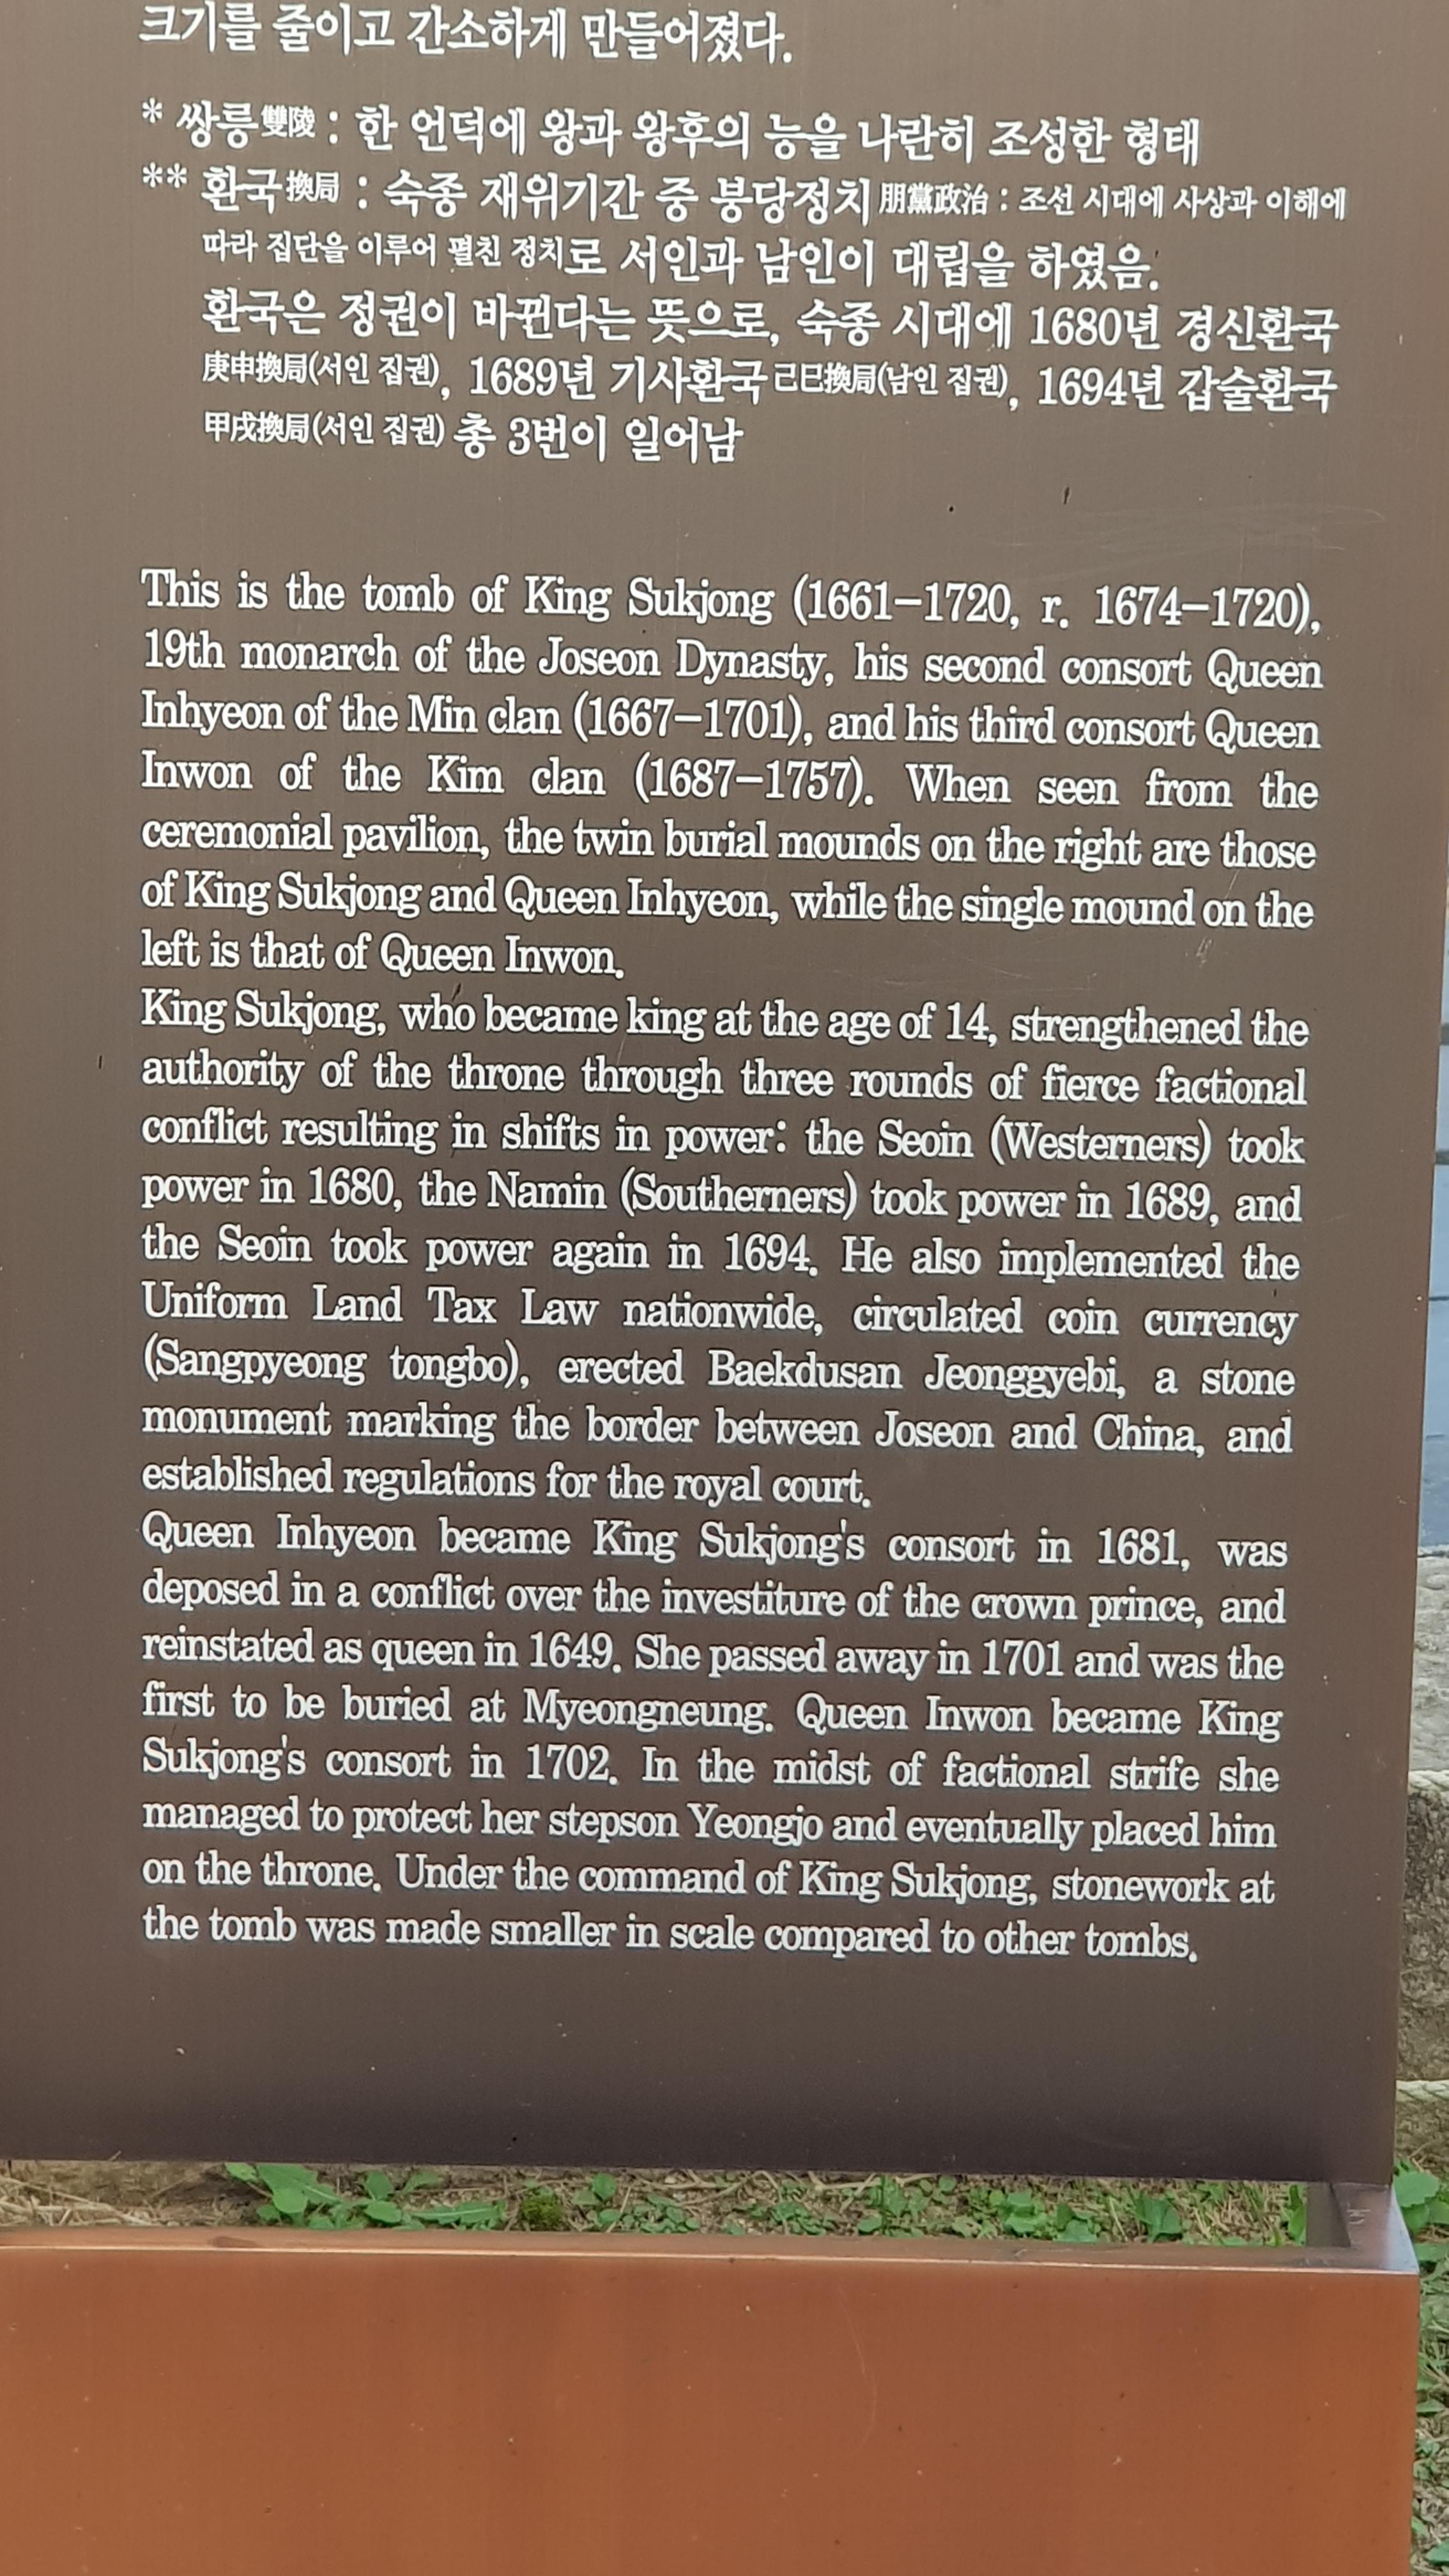 크기를 줄이고 간소하게 만들어졌다.
* 쌍릉雙陵 : 한 언덕에 왕과 왕후의 능을 나란히 조성한 형태
** 환국換局 : 숙종 재위기간 중 붕당정치朋黨政治 : 조선 시대에 사상과 이해에
따라 집단을 이루어 펼친 정치로 서인과 남인이 대립을 하였음.
환국은 정권이 바뀐다는 뜻으로, 숙종 시대에 1680년 경신환국
庚申換局(서인 집권), 1689년 기사환국己巳換局(남인 집권), 1694년 갑술환국
甲戌換局(서인 집권) 총 3번이 일어남
This is the tomb of King Sukjong (1661–1720, r. 1674–1720),
19th monarch of the Joseon Dynasty, his second consort Queen
Inhyeon of the Min clan (1667–1701), and his third consort Queen
Inwon of the Kim clan (1687–1757). When seen from the
ceremonial pavilion, the twin burial mounds on the right are those
of King Sukjong and Queen Inhyeon, while the single mound on the
left is that of Queen Inwon.
King Sukjong, who became king at the age of 14, strengthened the
authority of the throne through three rounds of fierce factional
conflict resulting in shifts in power: the Seoin (Westerners) took
power in 1680, the Namin (Southerners) took power in 1689, and
the Seoin took power again in 1694. He also implemented the
Uniform Land Tax Law nationwide, circulated coin currency
(Sangpyeong tongbo), erected Baekdusan Jeonggyebi, a stone
monument marking the border between Joseon and China, and
established regulations for the royal court.
Queen Inhyeon became King Sukjong's consort in 1681, was
deposed in a conflict over the investiture of the crown prince, and
reinstated as queen in 1649. She passed away in 1701 and was the
first to be buried at Myeongneung. Queen Inwon became King
Sukjong's consort in 1702. In the midst of factional strife she
managed to protect her stepson Yeongjo and eventually placed him
on the throne. Under the command of King Sukjong, stonework at
the tomb was made smaller in scale compared to other tombs.